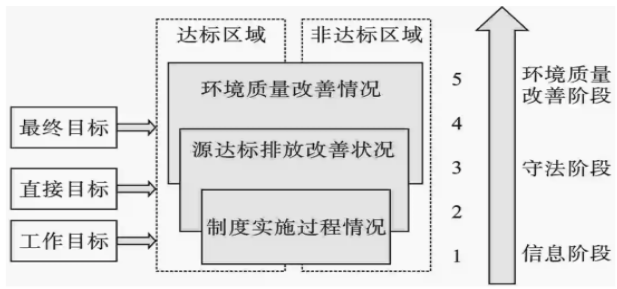 达标区域
非达标区域
环境质量改善情况
源达标排放改善状况
制度实施过程情况
最终目标
直接目标
工作目标
5
4
3
2
1
环境质量
改善阶段
守法阶段
信息阶段